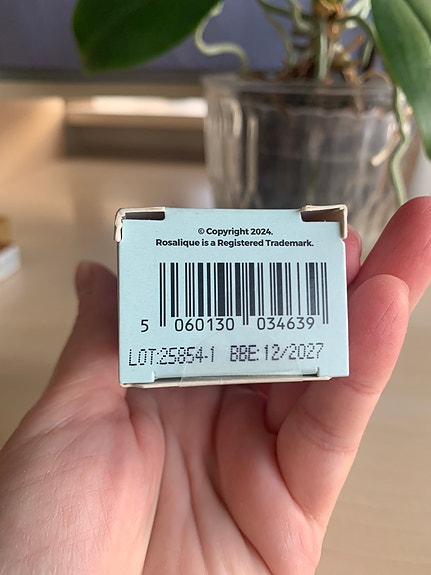 © Copyright 2024.
Rosalique is a Registered Trademark.
5 060130 034639
LOT:25854-1 BBE:12/2027